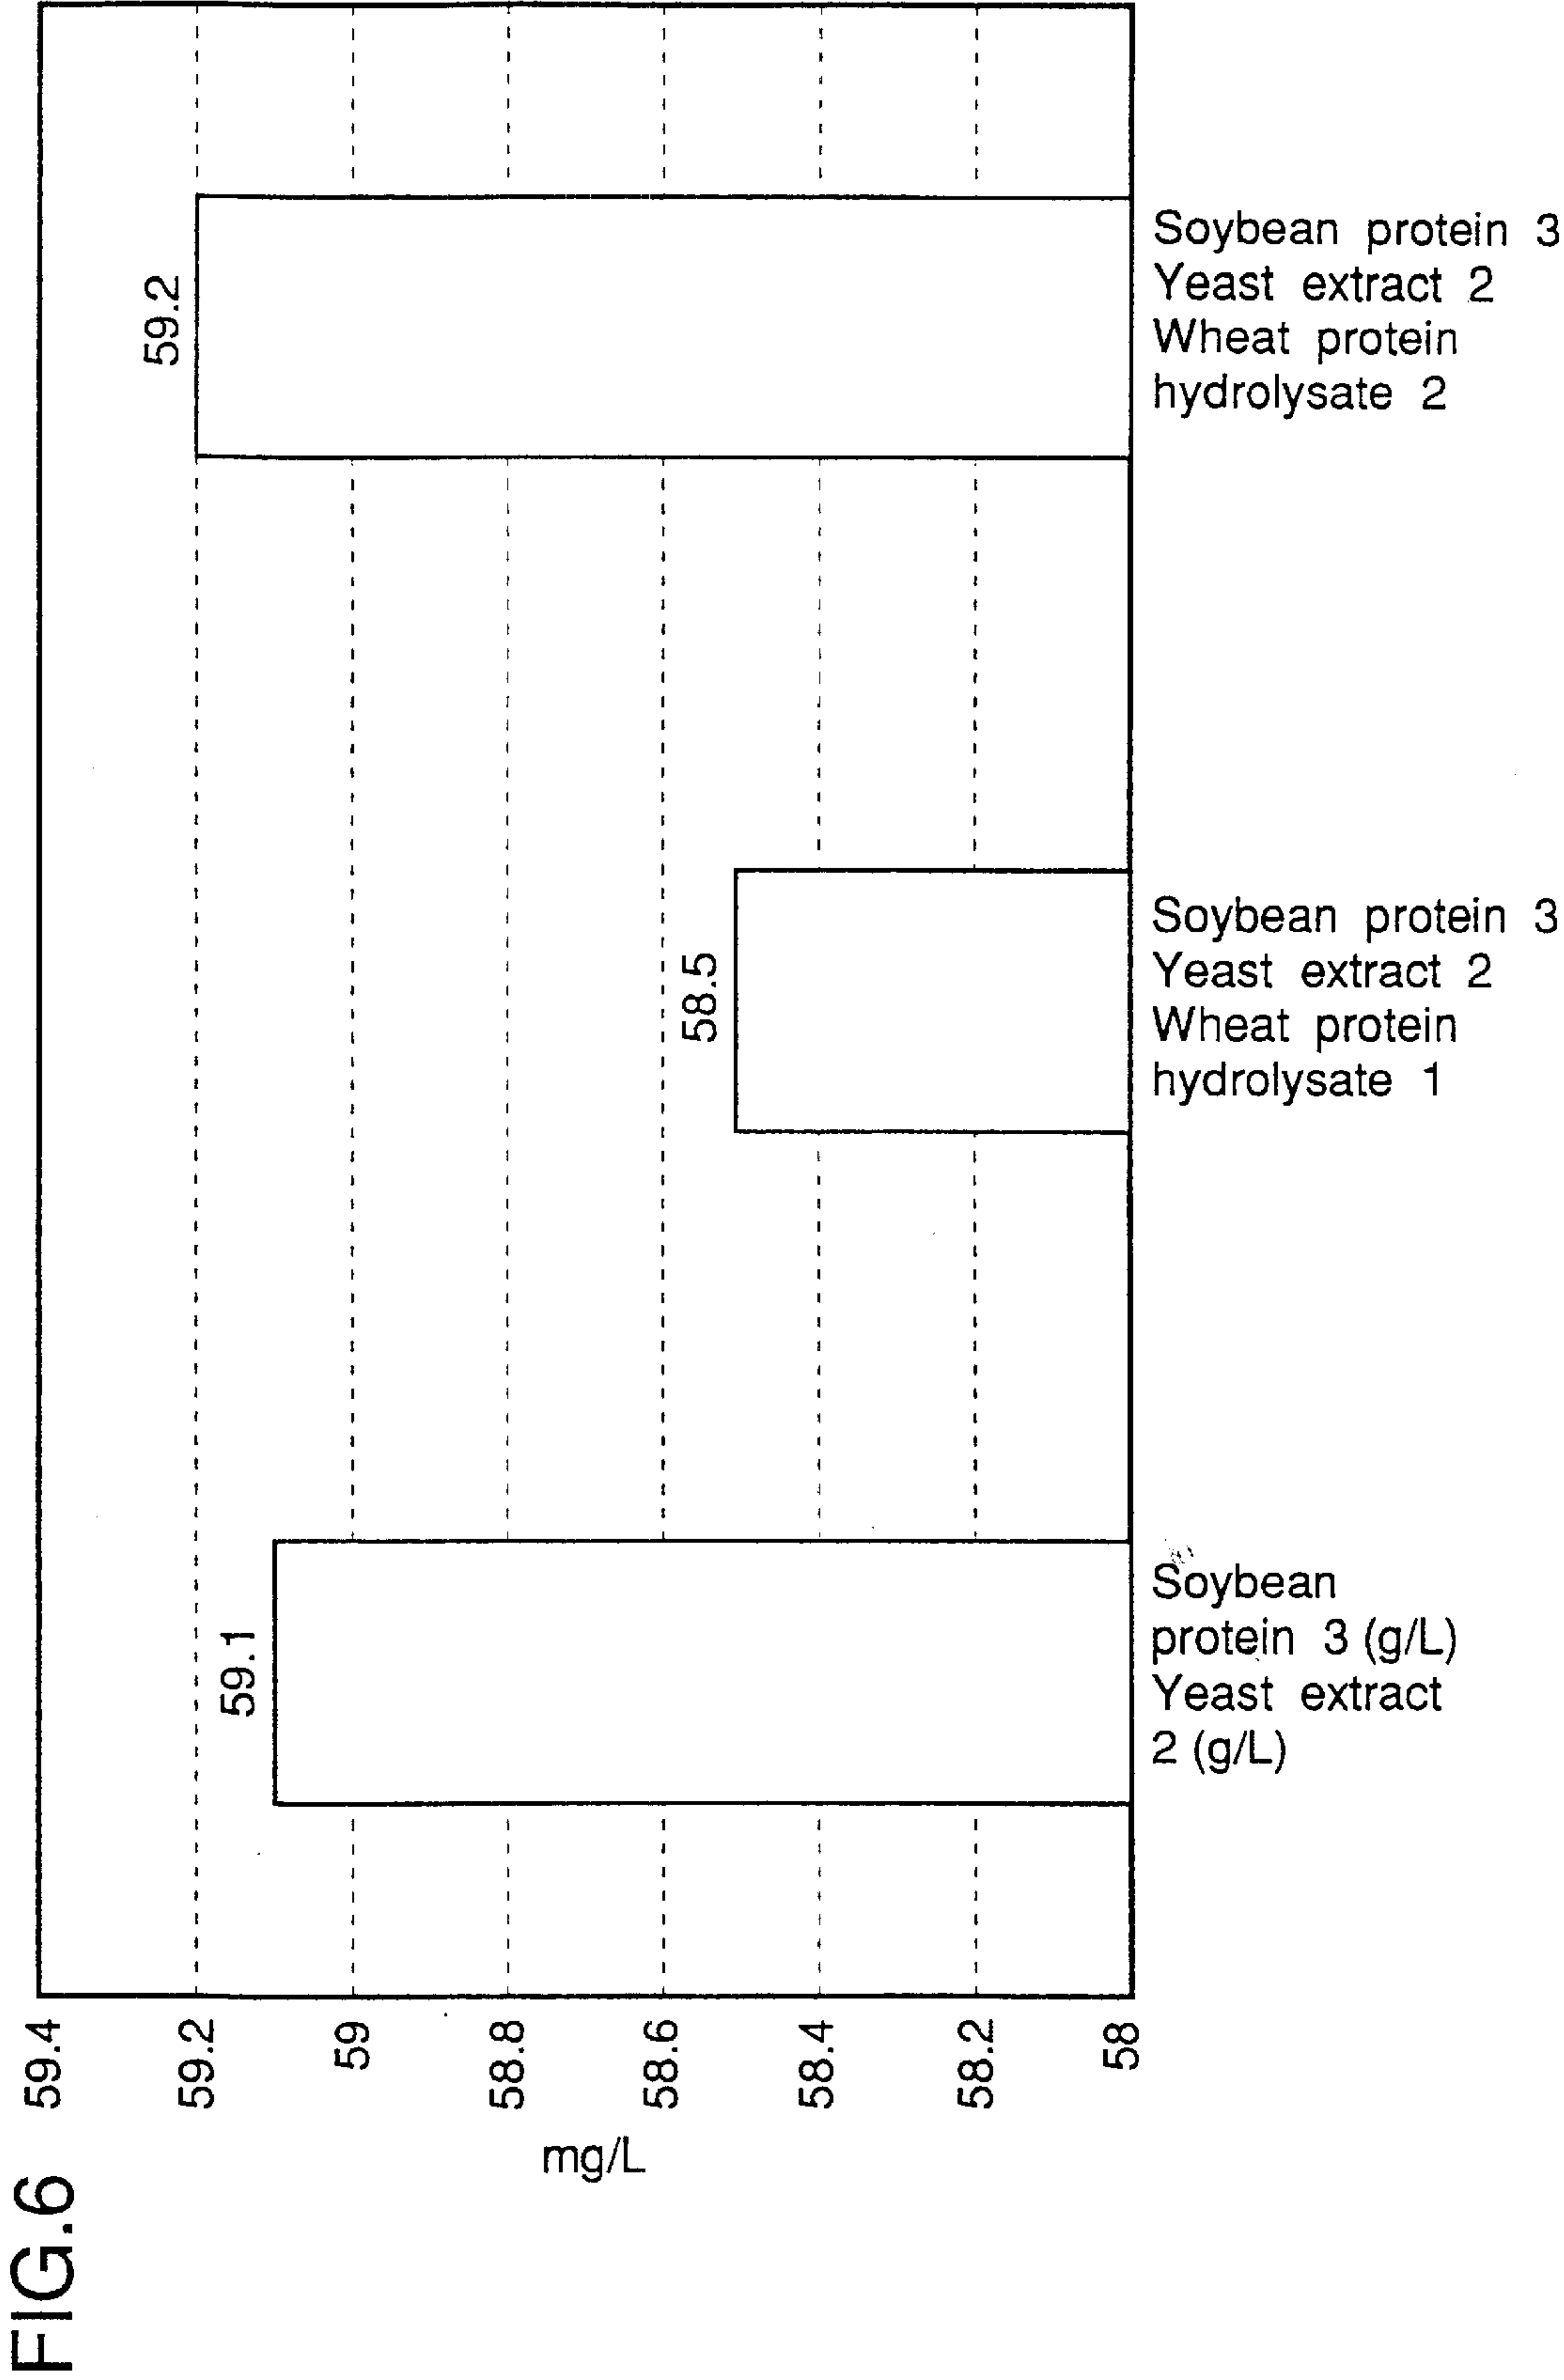 FIG.6
59.4
59.2
59
58.8
58.6
58.4
58.2
58
mg/L
59.1
58.5
59.2
Soybean
protein 3 (g/L)
Yeast extract
2 (g/L)
Soybean protein 3
Yeast extract 2
Wheat protein
hydrolysate 1
Soybean protein 3
Yeast extract 2
Wheat protein
hydrolysate 2